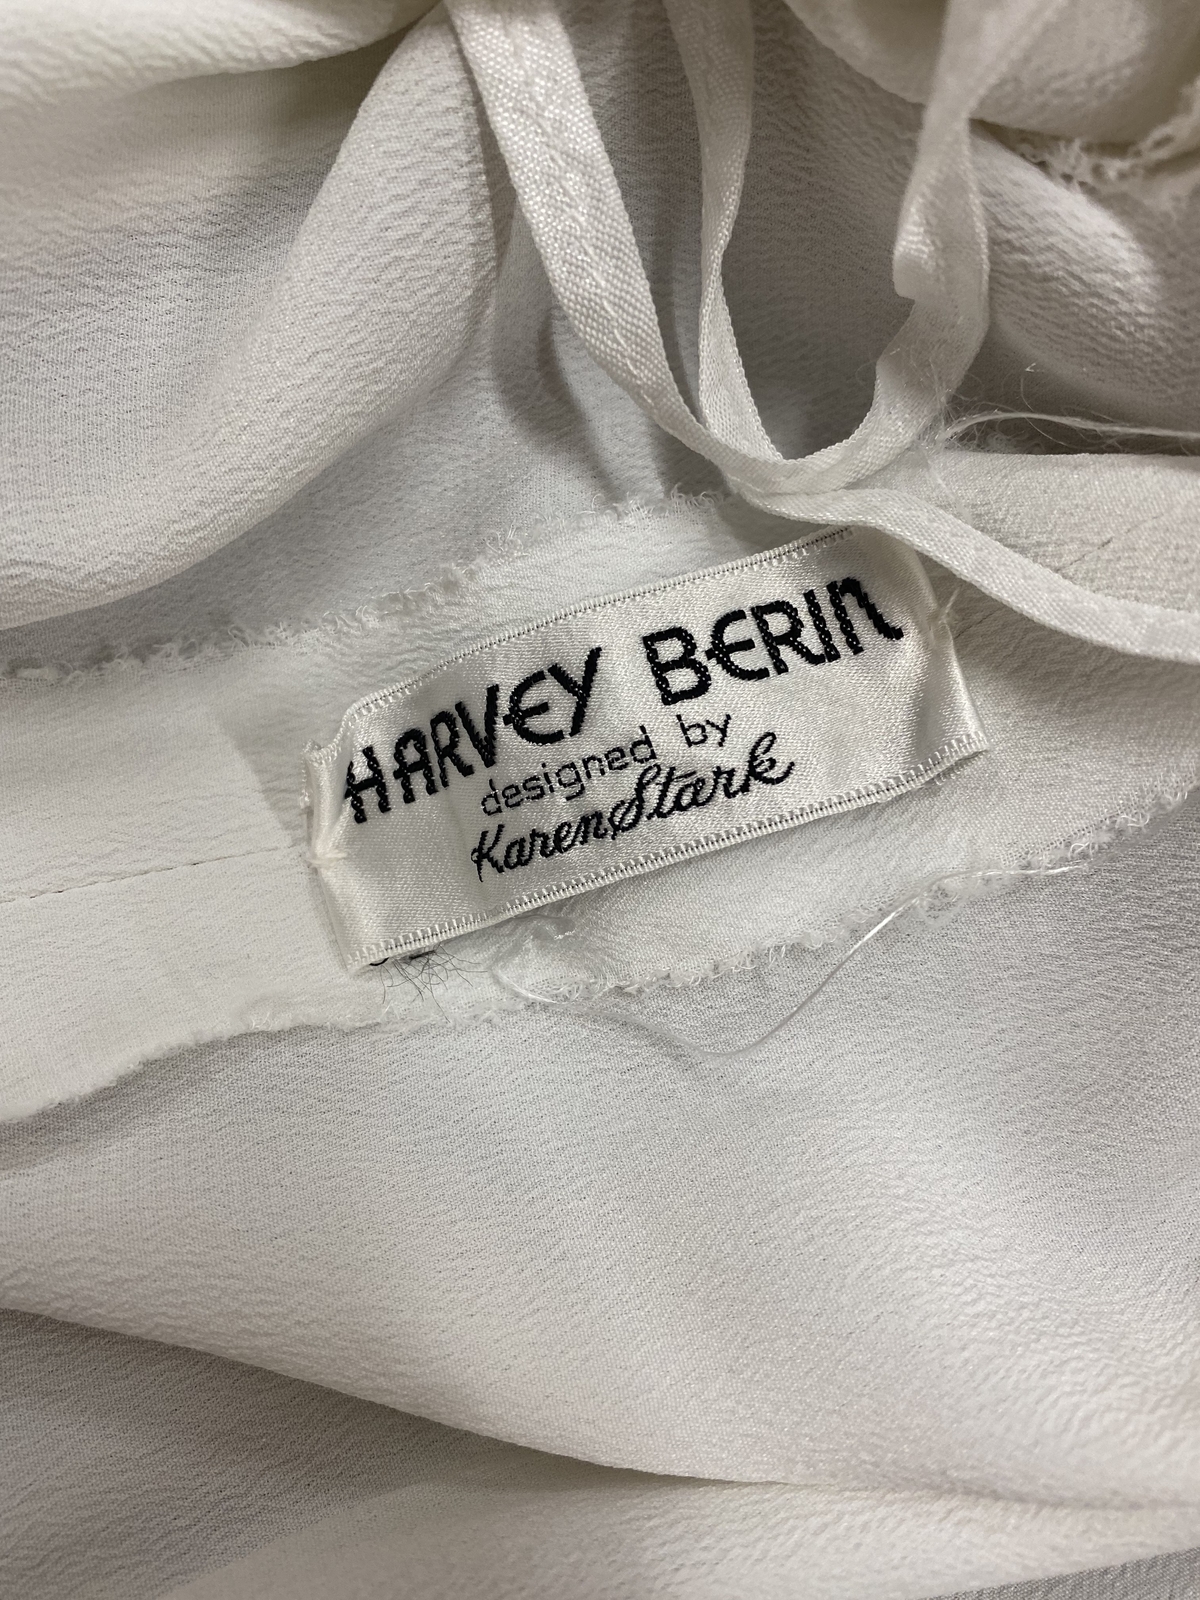 HARVEY BERIN
designed by
Karen Stark